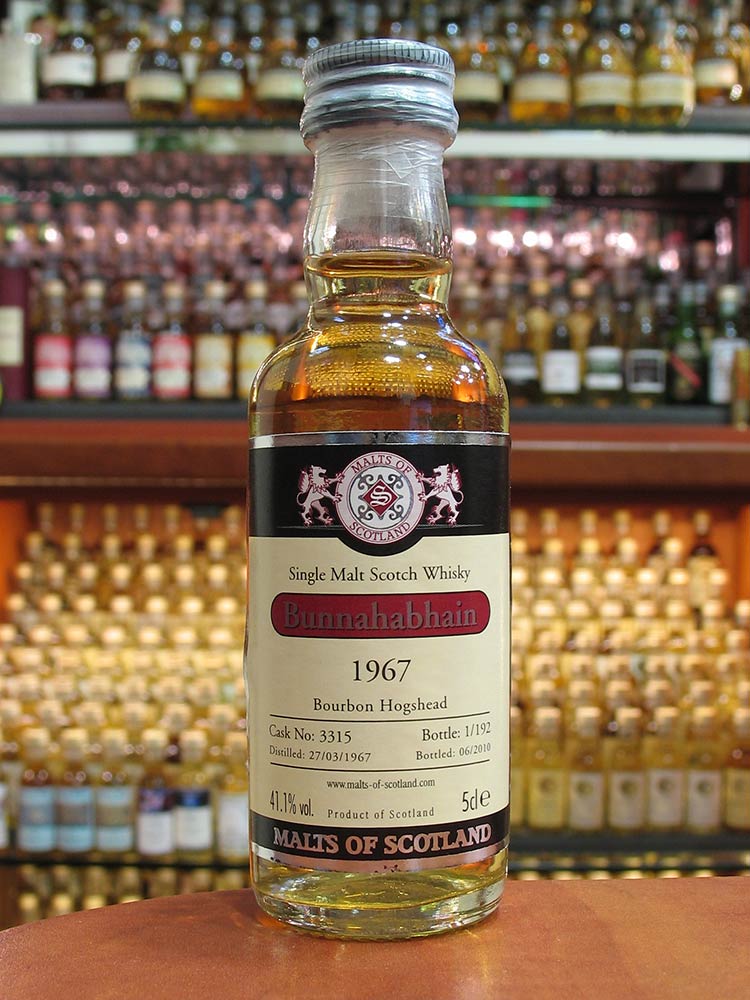 MALTS OF
S
SCOTLAND
Single Malt Scotch Whisky
Bunnahabhain
1967
Bourbon Hogshead
Cask No: 3315 Bottle: 1/192
Distilled: 27/03/1967 Bottled: 06/2010
www.malts-of-scotland.com
41.1% vol. Product of Scotland 5cl e
MALTS OF SCOTLAND